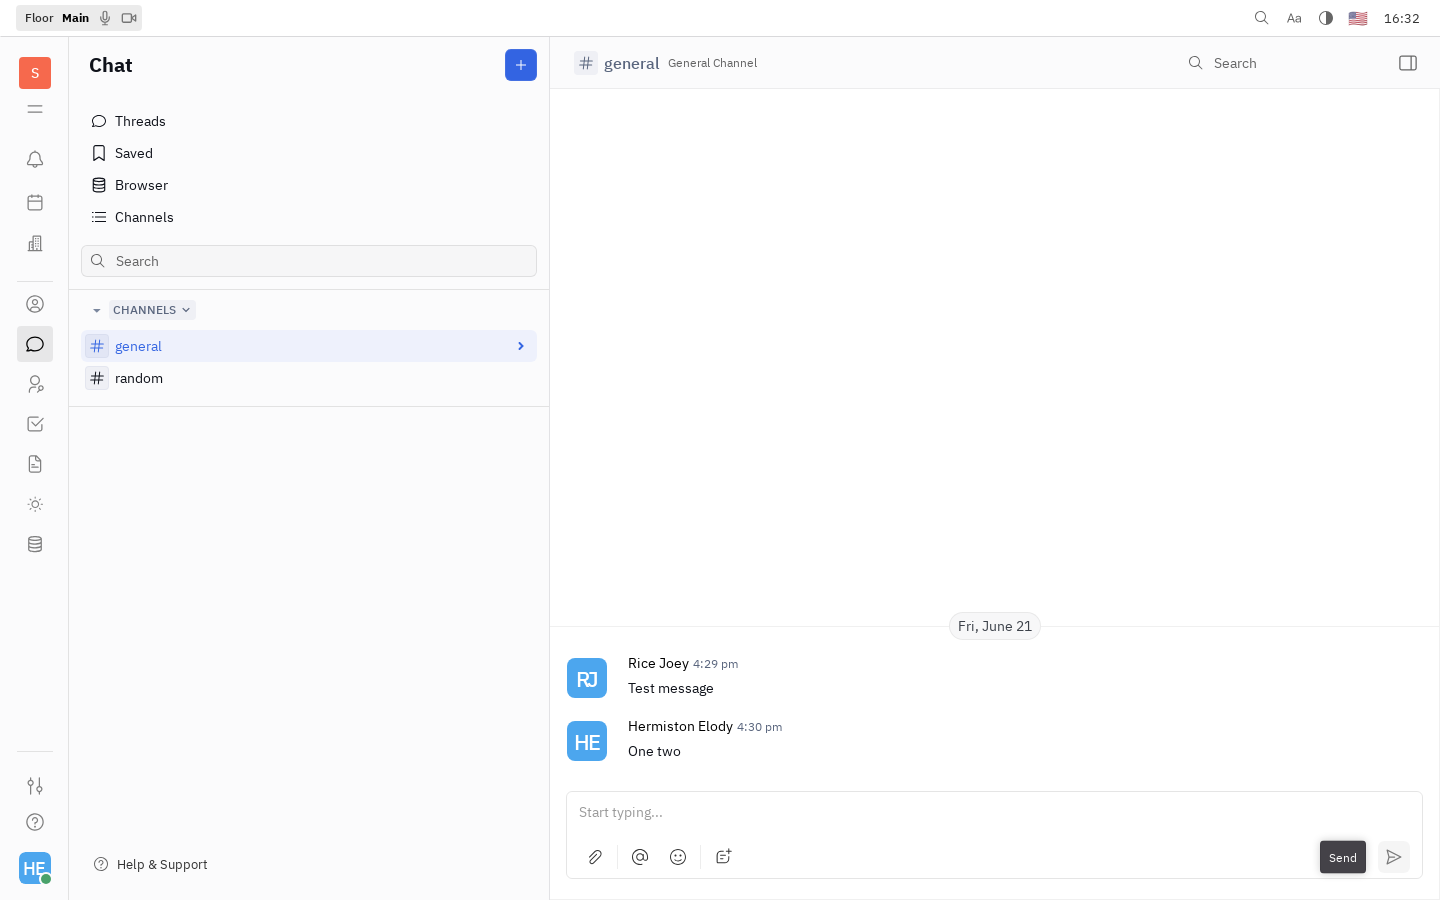 Floor Main
Aa
16:32
S
Chat
Threads
Saved
Browser
Channels
Search
CHANNELS
general
random
Help & Support
HE
general General Channel
Search
Fri, June 21
RJ
Rice Joey 4:29 pm
Test message
HE
Hermiston Elody 4:30 pm
One two
Start typing...
Send